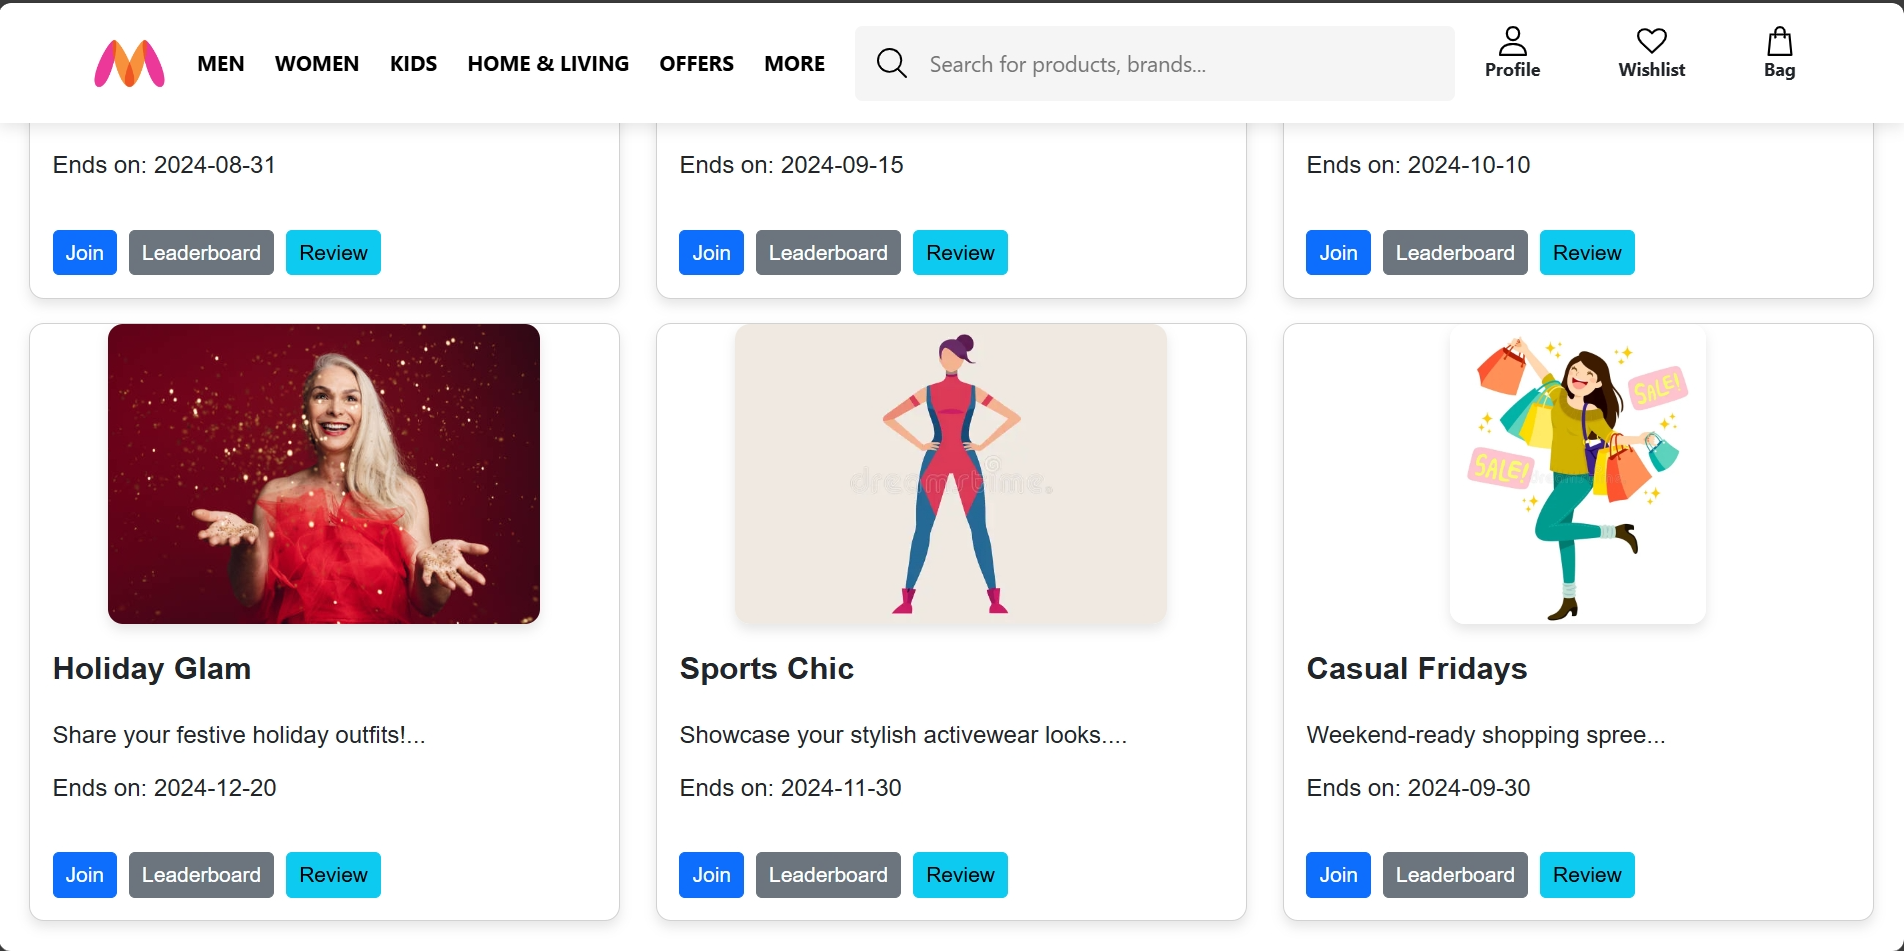 MEN WOMEN KIDS HOME & LIVING OFFERS MORE Search for products, brands... Profile Wishlist Bag
Ends on: 2024-08-31
Join Leaderboard Review
Ends on: 2024-09-15
Join Leaderboard Review
Ends on: 2024-10-10
Join Leaderboard Review
Holiday Glam
Share your festive holiday outfits!...
Ends on: 2024-12-20
Join Leaderboard Review
dreamstime.
Sports Chic
Showcase your stylish activewear looks....
Ends on: 2024-11-30
Join Leaderboard Review
SALE!
SALE!
Casual Fridays
Weekend-ready shopping spree...
Ends on: 2024-09-30
Join Leaderboard Review